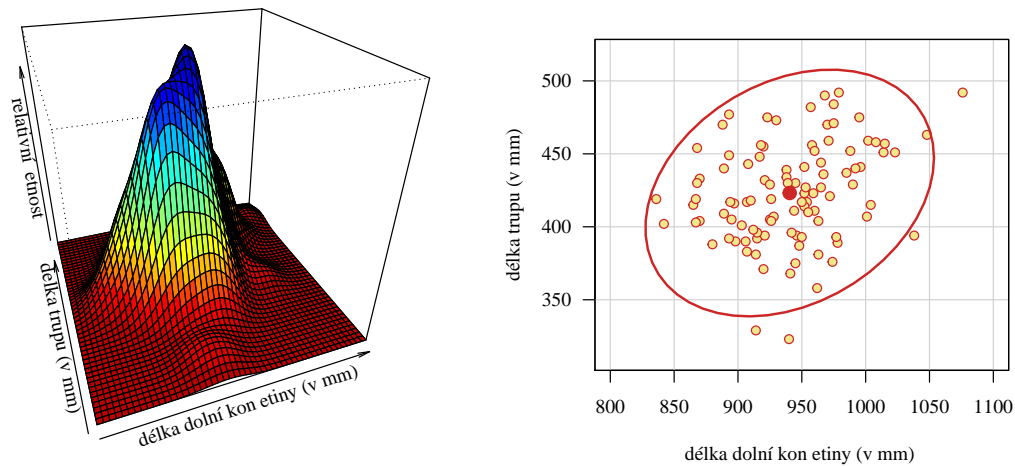 relativní etnost
délka trupu (v mm)
délka dolní kon etiny (v mm)
délka trupu (v mm)
500
450
400
350
800 850 900 950 1000 1050 1100
délka dolní kon etiny (v mm)